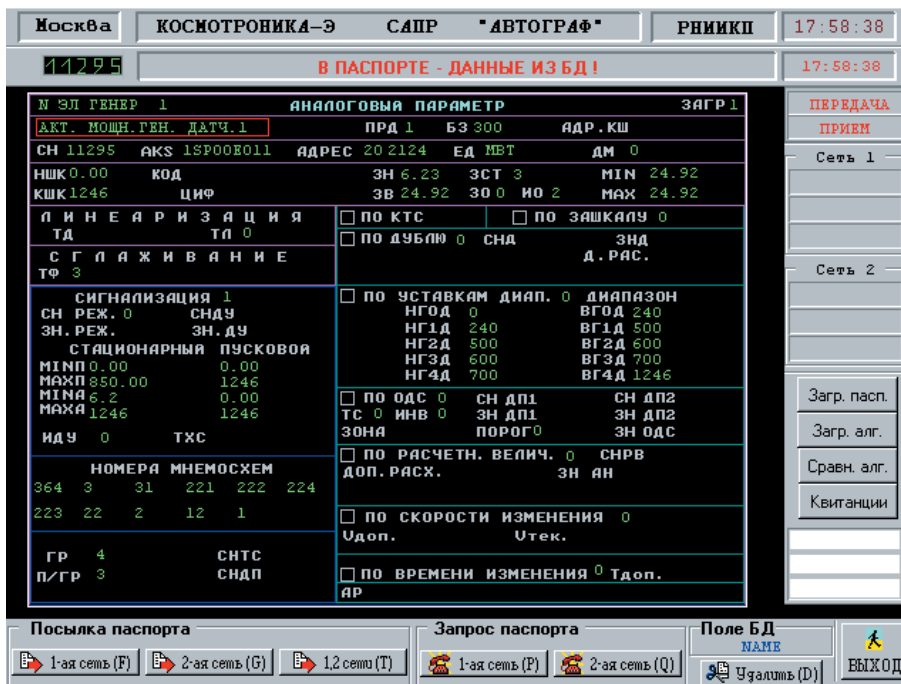 Москва КОСМОТРОНИКА-Э САПР "АВТОГРАФ" РНИИКП 17:58:38
11295 В ПАСПОРТЕ - ДАННЫЕ ИЗ БД ! 17:58:38
N ЭЛ ГЕНЕР 1 АНАЛОГОВЫЙ ПАРАМЕТР ЗАГР 1
АКТ. МОЩН.ГЕН. ДАТЧ.1 ПРД 1 БЗ 300 АДР.КШ
СН 11295 AKS 1SP00E011 АДРЕС 20 2124 ЕД МВТ ДМ 0
НШК 0.00 КОД ЗН 6.23 ЗСТ 3 MIN 24.92
КШК 1246 ЦИФ ЗВ 24.92 ЗО 0 ИО 2 MAX 24.92
ЛИНЕАРИЗАЦИЯ
ТД ТЛ 0
СГЛАЖИВАНИЕ
ТФ 3
ПО КТС ПО ЗАШКАЛУ 0
ПО ДУБЛЮ 0 СНД ЗНД
Д.РАС.
СИГНАЛИЗАЦИЯ 1
СН РЕЖ. 0 СНДУ
ЗН.РЕЖ. ЗН.ДУ
СТАЦИОНАРНЫЙ ПУСКОВОЙ
MINП 0.00 0.00
MAXП 850.00 1246
MINА 6.2 0.00
MAXА 1246 1246
ИДУ 0 ТХС
ПО УСТАВКАМ ДИАП. 0 ДИАПАЗОН
НГ0Д 0 ВГ0Д 240
НГ1Д 240 ВГ1Д 500
НГ2Д 500 ВГ2Д 600
НГ3Д 600 ВГ3Д 700
НГ4Д 700 ВГ4Д 1246
ПО ОДС 0 СН ДП1 СН ДП2
ТС 0 ИНВ 0 ЗН ДП1 ЗН ДП2
ЗОНА ПОРОГ 0 ЗН ОДС
НОМЕРА МНЕМОСХЕМ
364 3 31 221 222 224
223 22 2 12 1
ПО РАСЧЕТН. ВЕЛИЧ. 0 СНРВ
ДОП.РАСХ. ЗН АН
ПО СКОРОСТИ ИЗМЕНЕНИЯ 0
Vдоп. Vтек.
ГР 4 СНТС
П/ГР 3 СНДП
ПО ВРЕМЕНИ ИЗМЕНЕНИЯ 0 Тдоп.
АР
ПЕРЕДАЧА
ПРИЕМ
Сеть 1
Сеть 2
Загр. пасп.
Загр. алг.
Сравн. алг.
Квитанции
Посылка паспорта
1-ая сеть (F) 2-ая сеть (G) 1,2 сети (T)
Запрос паспорта
1-ая сеть (P) 2-ая сеть (Q)
Поле БД
NAME
Удалить (D)
ВЫХОД